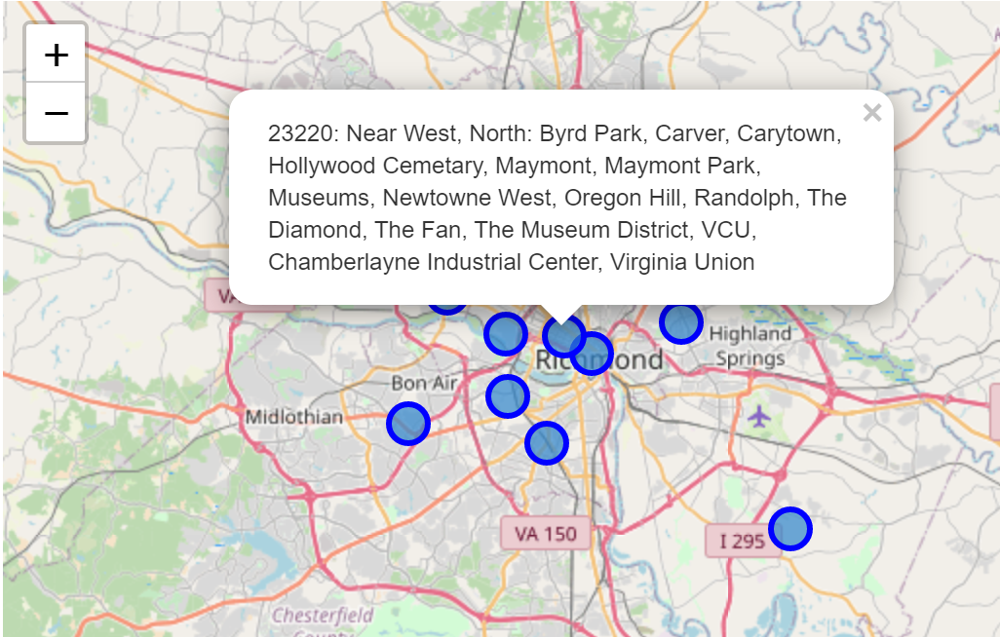 +
−
×
23220: Near West, North: Byrd Park, Carver, Carytown,
Hollywood Cemetary, Maymont, Maymont Park,
Museums, Newtowne West, Oregon Hill, Randolph, The
Diamond, The Fan, The Museum District, VCU,
Chamberlayne Industrial Center, Virginia Union
Highland
Springs
Richmond
Bon Air
Midlothian
VA 150
I 295
Chesterfield
County